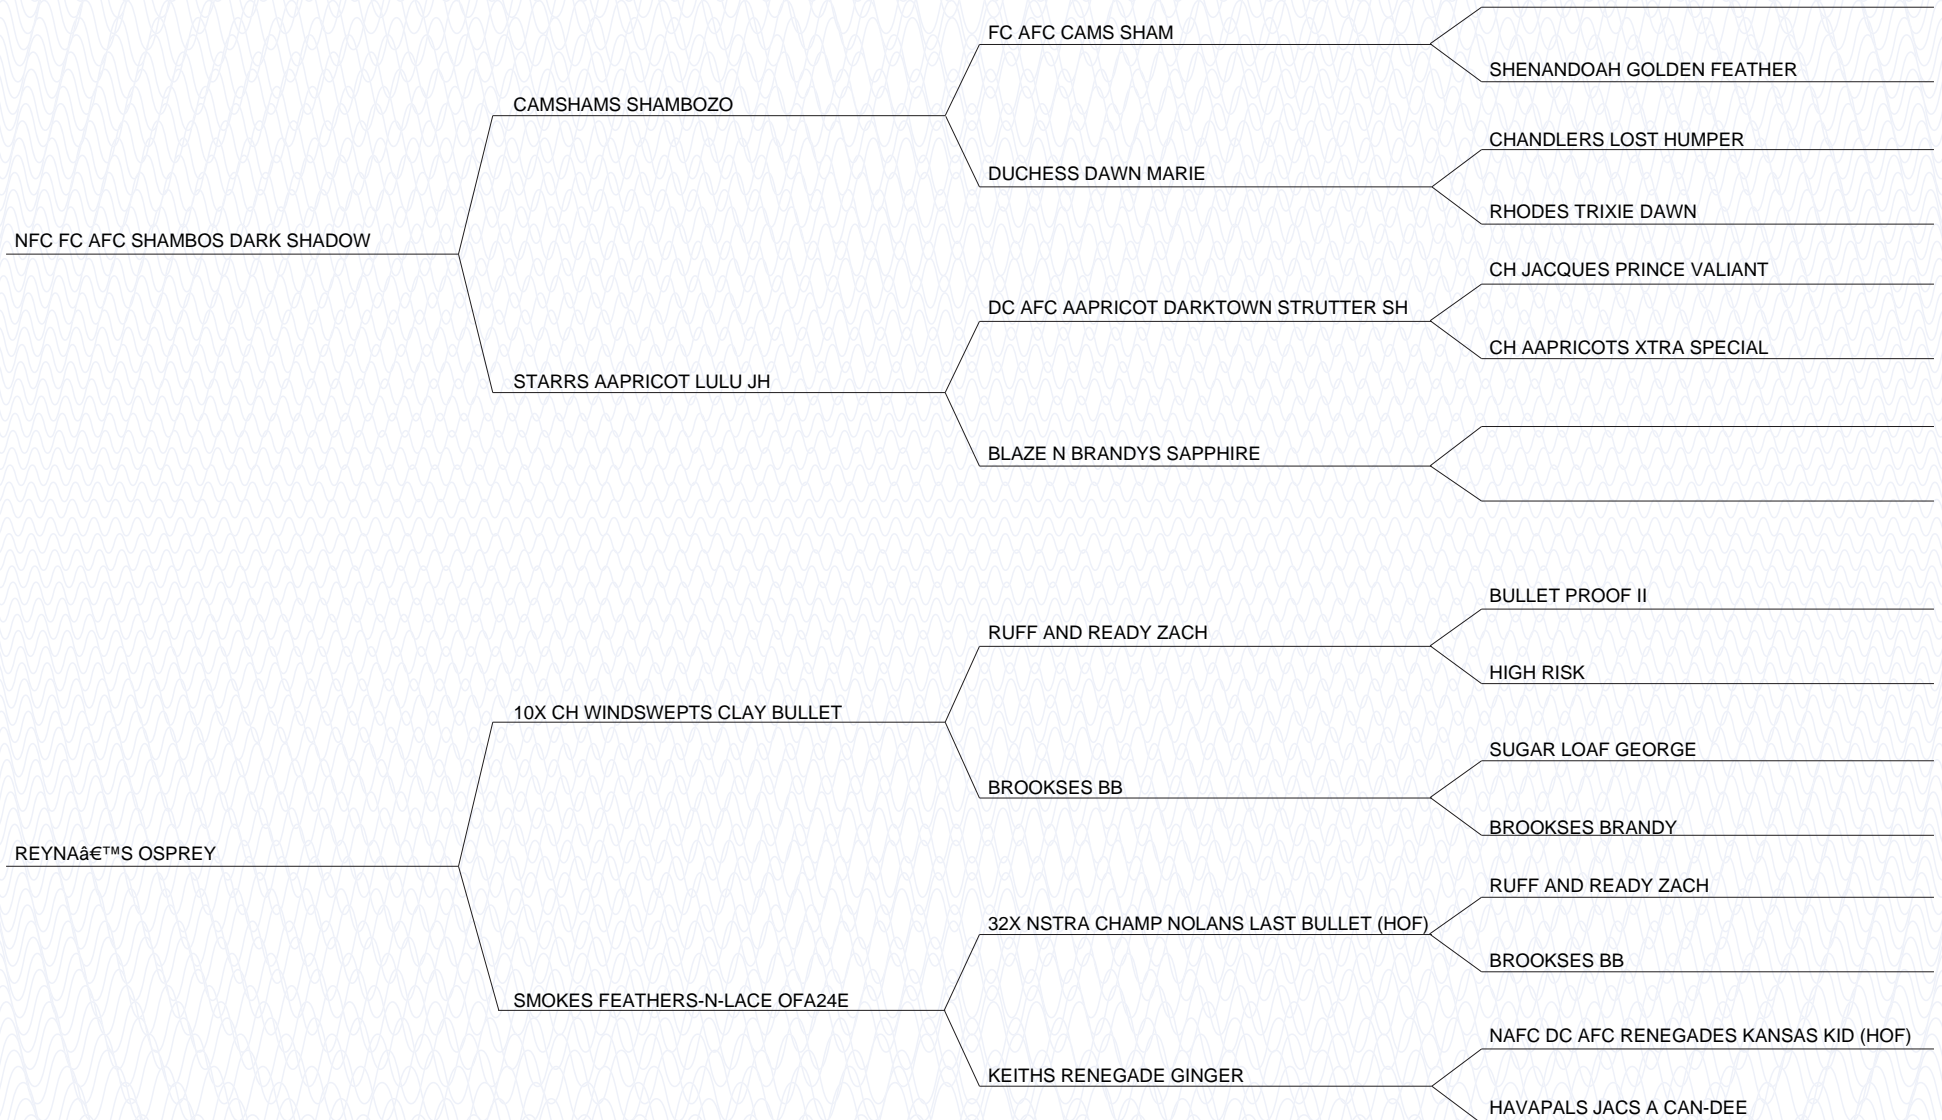 FC AFC CAMS SHAM
SHENANDOAH GOLDEN FEATHER
CAMSHAMS SHAMBOZO
CHANDLERS LOST HUMPER
DUCHESS DAWN MARIE
RHODES TRIXIE DAWN
NFC FC AFC SHAMBOS DARK SHADOW
CH JACQUES PRINCE VALIANT
DC AFC AAPRICOT DARKTOWN STRUTTER SH
CH AAPRICOTS XTRA SPECIAL
STARRS AAPRICOT LULU JH
BLAZE N BRANDYS SAPPHIRE
BULLET PROOF II
RUFF AND READY ZACH
HIGH RISK
10X CH WINDSWEPTS CLAY BULLET
SUGAR LOAF GEORGE
BROOKSES BB
BROOKSES BRANDY
REYNAâ€™S OSPREY
RUFF AND READY ZACH
32X NSTRA CHAMP NOLANS LAST BULLET (HOF)
BROOKSES BB
SMOKES FEATHERS-N-LACE OFA24E
NAFC DC AFC RENEGADES KANSAS KID (HOF)
KEITHS RENEGADE GINGER
HAVAPALS JACS A CAN-DEE